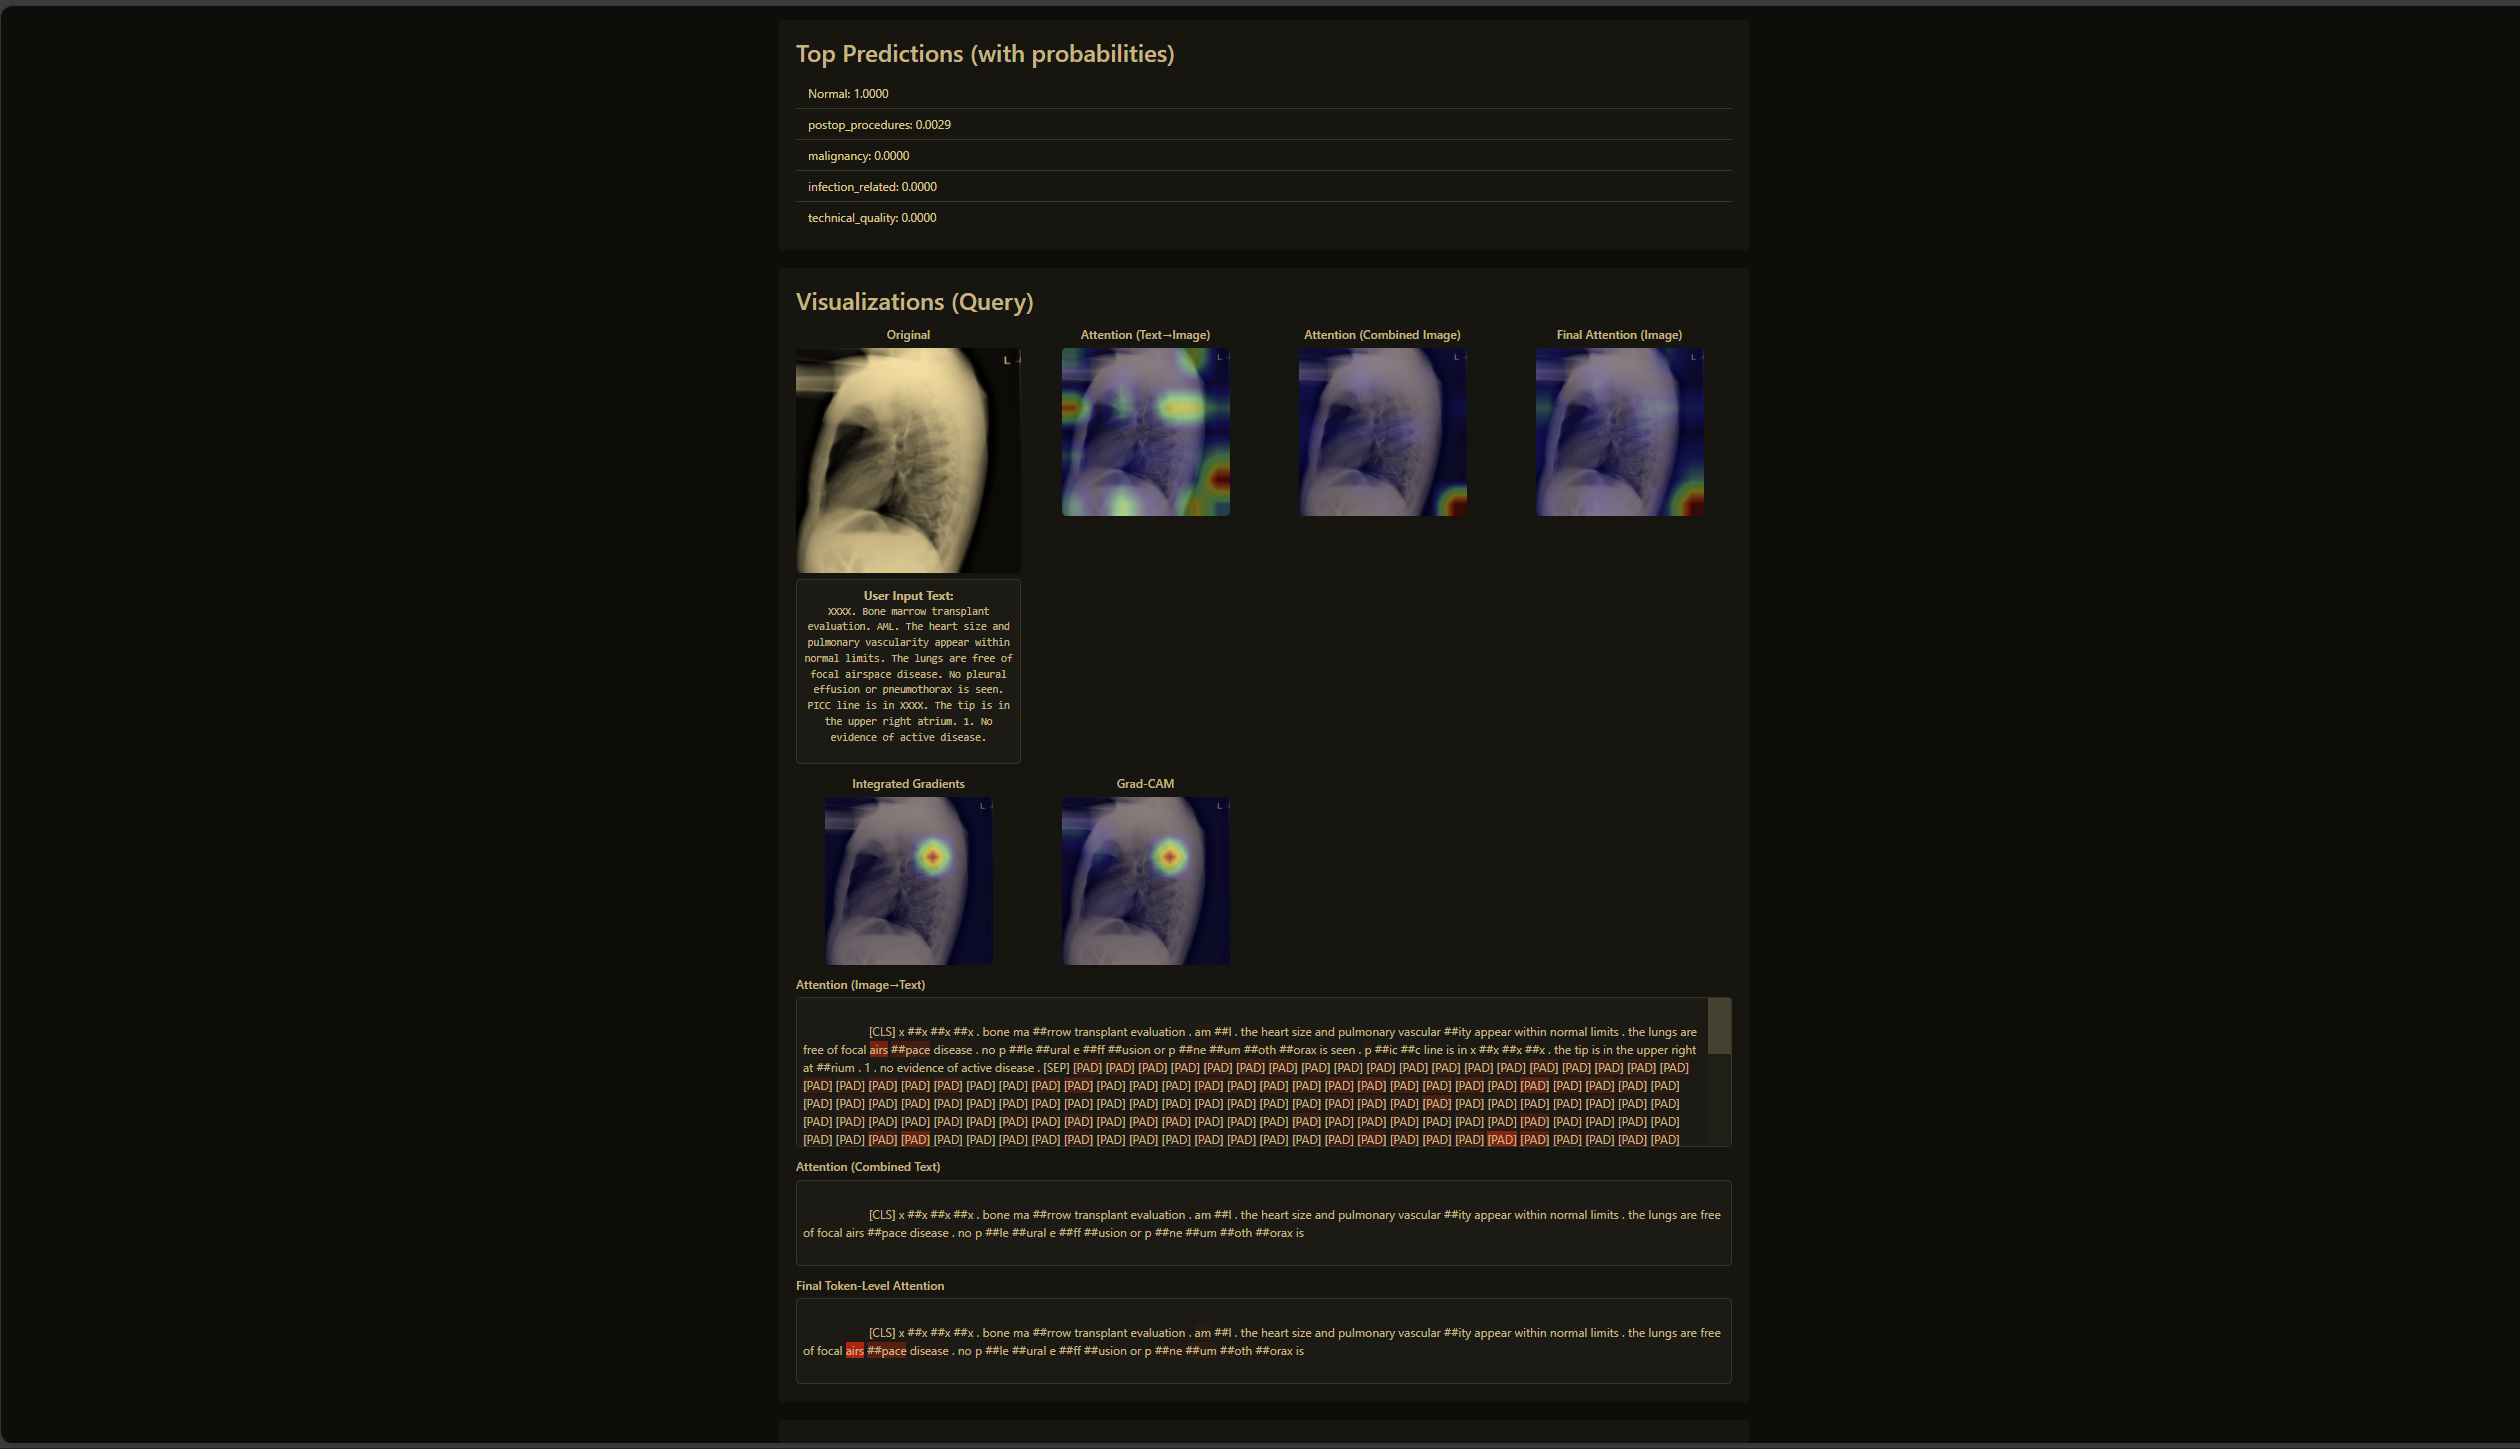 Top Predictions (with probabilities)
Normal: 1.0000
postop_procedures: 0.0029
malignancy: 0.0000
infection_related: 0.0000
technical_quality: 0.0000
Visualizations (Query)
Original
Attention (Text→Image)
Attention (Combined Image)
Final Attention (Image)
L
L
L
L
User Input Text:
XXXX. Bone marrow transplant
evaluation. AML. The heart size and
pulmonary vascularity appear within
normal limits. The lungs are free of
focal airspace disease. No pleural
effusion or pneumothorax is seen.
PICC line is in XXXX. The tip is in
the upper right atrium. 1. No
evidence of active disease.
Integrated Gradients
Grad-CAM
L
L
Attention (Image→Text)
[CLS] x ##x ##x ##x . bone ma ##rrow transplant evaluation . am ##l . the heart size and pulmonary vascular ##ity appear within normal limits . the lungs are
free of focal airs ##pace disease . no p ##le ##ural e ##ff ##usion or p ##ne ##um ##oth ##orax is seen . p ##ic ##c line is in x ##x ##x ##x . the tip is in the upper right
at ##rium . 1 . no evidence of active disease . [SEP] [PAD] [PAD] [PAD] [PAD] [PAD] [PAD] [PAD] [PAD] [PAD] [PAD] [PAD] [PAD] [PAD] [PAD] [PAD] [PAD] [PAD] [PAD] [PAD]
[PAD] [PAD] [PAD] [PAD] [PAD] [PAD] [PAD] [PAD] [PAD] [PAD] [PAD] [PAD] [PAD] [PAD] [PAD] [PAD] [PAD] [PAD] [PAD] [PAD] [PAD] [PAD] [PAD] [PAD] [PAD] [PAD] [PAD]
[PAD] [PAD] [PAD] [PAD] [PAD] [PAD] [PAD] [PAD] [PAD] [PAD] [PAD] [PAD] [PAD] [PAD] [PAD] [PAD] [PAD] [PAD] [PAD] [PAD] [PAD] [PAD] [PAD] [PAD] [PAD] [PAD] [PAD]
[PAD] [PAD] [PAD] [PAD] [PAD] [PAD] [PAD] [PAD] [PAD] [PAD] [PAD] [PAD] [PAD] [PAD] [PAD] [PAD] [PAD] [PAD] [PAD] [PAD] [PAD] [PAD] [PAD] [PAD] [PAD] [PAD] [PAD]
[PAD] [PAD] [PAD] [PAD] [PAD] [PAD] [PAD] [PAD] [PAD] [PAD] [PAD] [PAD] [PAD] [PAD] [PAD] [PAD] [PAD] [PAD] [PAD] [PAD] [PAD] [PAD] [PAD] [PAD] [PAD] [PAD] [PAD]
Attention (Combined Text)
[CLS] x ##x ##x ##x . bone ma ##rrow transplant evaluation . am ##l . the heart size and pulmonary vascular ##ity appear within normal limits . the lungs are free
of focal airs ##pace disease . no p ##le ##ural e ##ff ##usion or p ##ne ##um ##oth ##orax is
Final Token-Level Attention
[CLS] x ##x ##x ##x . bone ma ##rrow transplant evaluation . am ##l . the heart size and pulmonary vascular ##ity appear within normal limits . the lungs are free
of focal airs ##pace disease . no p ##le ##ural e ##ff ##usion or p ##ne ##um ##oth ##orax is